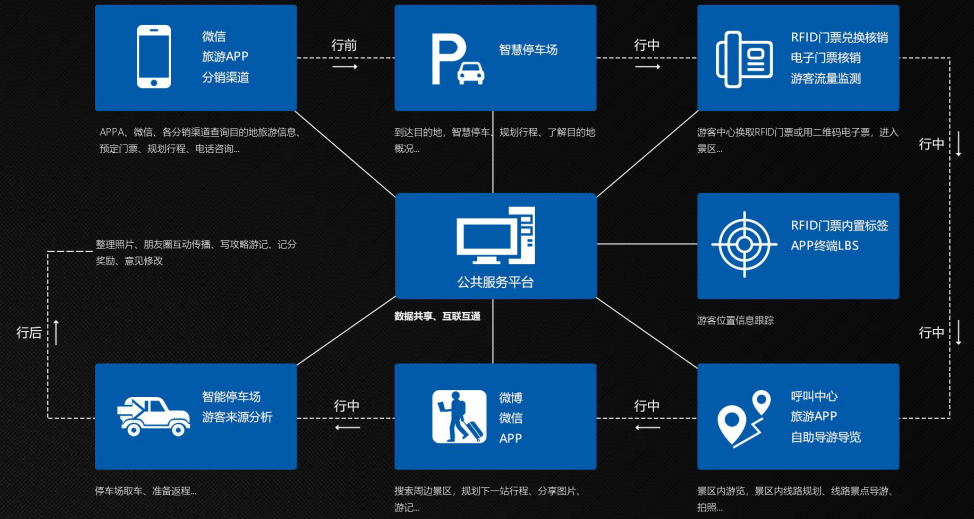 微信
旅游APP
分销渠道
行前
智慧停车场
行中
RFID门票兑换核销
电子门票核销
游客流量监测
APPA、微信、各分销渠道查询目的地旅游信息、
预定门票、规划行程、电话咨询...
到达目的地，智慧停车、规划行程、了解目的地
概况...
游客中心换取RFID门票或用二维码电子票，进入
景区...
行中
整理照片、朋友圈互动传播、写攻略游记、记分
奖励、意见修改
公共服务平台
数据共享、互联互通
RFID门票内置标签
APP终端LBS
游客位置信息跟踪
行后
行中
智能停车场
游客来源分析
行中
微博
微信
APP
行中
呼叫中心
旅游APP
自助导游导览
停车场取车、准备返程...
搜索周边景区，规划下一站行程、分享图片、
游记...
景区内游览，景区内线路规划、线路景点导游、
拍照...